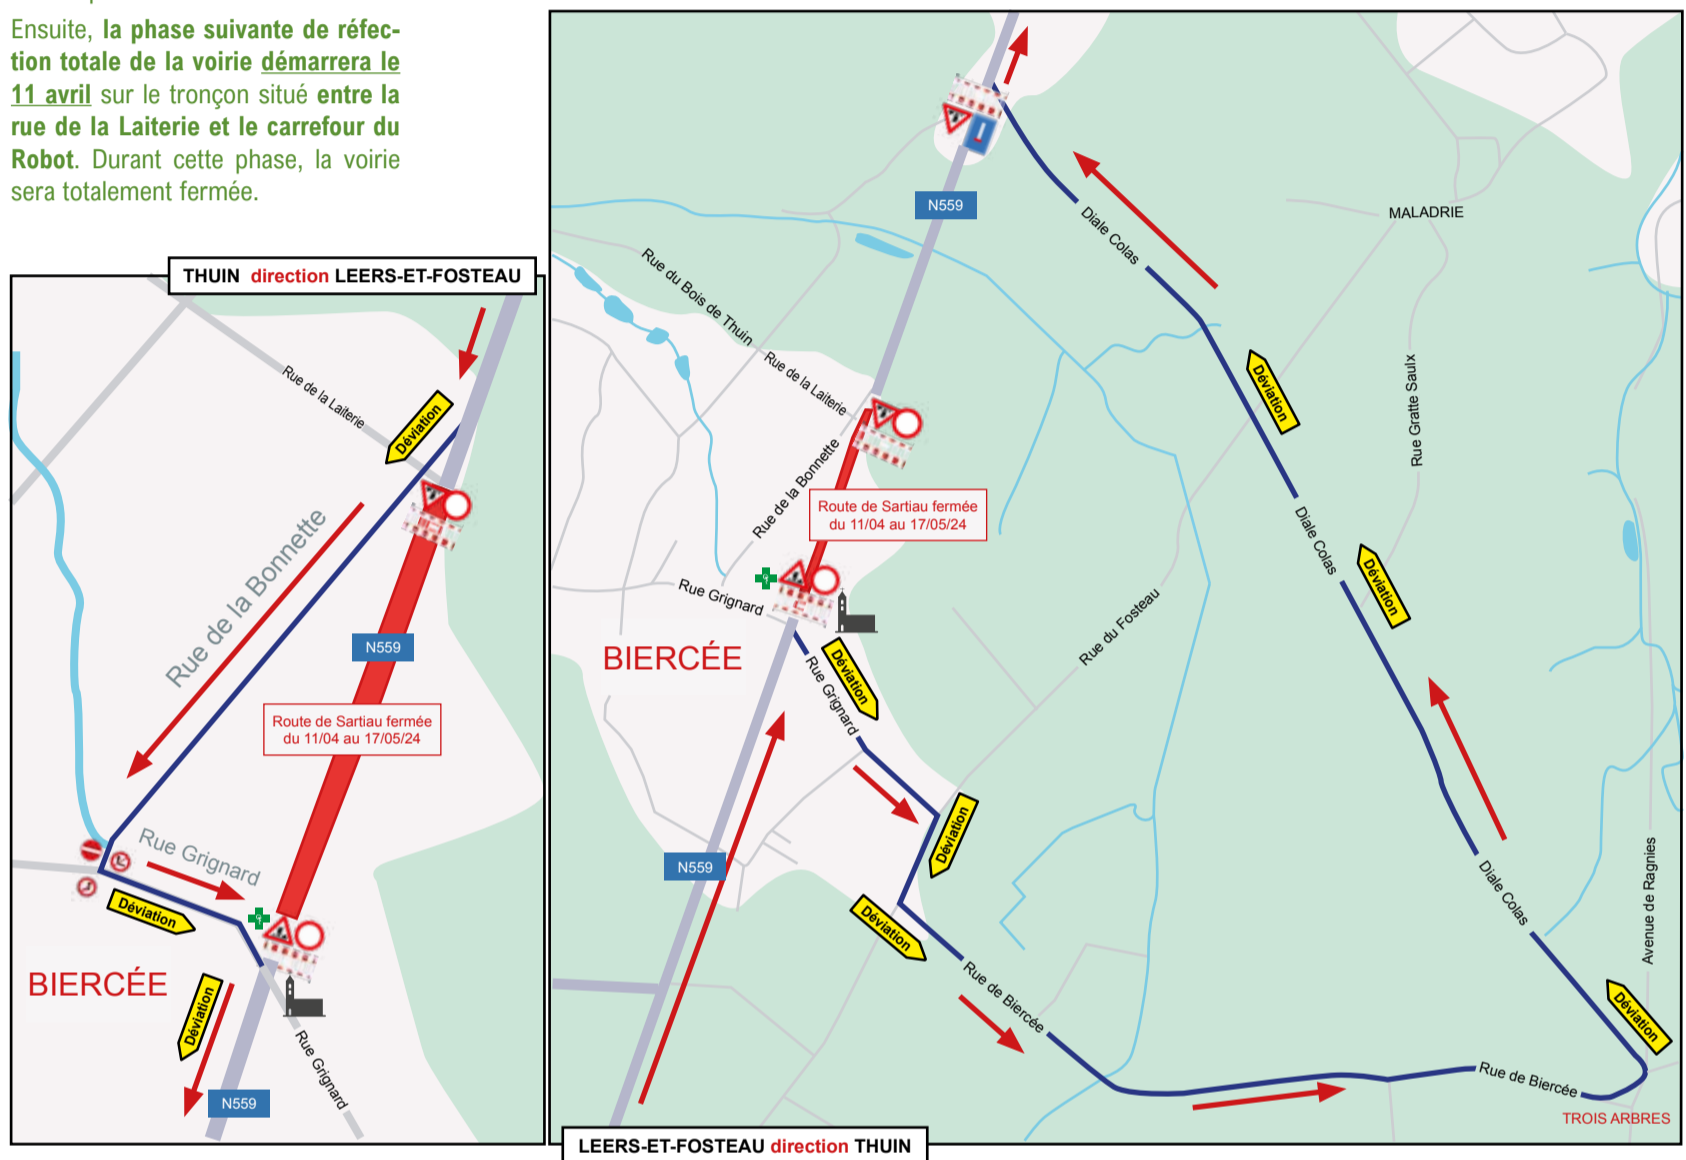 Ensuite, la phase suivante de réfec-
tion totale de la voirie démarrera le
11 avril sur le tronçon situé entre la
rue de la Laiterie et le carrefour du
Robot. Durant cette phase, la voirie
sera totalement fermée.
THUIN direction LEERS-ET-FOSTEAU
Rue de la Laiterie
Déviation
Rue de la Bonnette
N559
Route de Sartiau fermée
du 11/04 au 17/05/24
Rue Grignard
Déviation
BIERCÉE
Déviation
Rue Grignard
N559
N559
Diale Colas
MALADRIE
Rue du Bois de Thuin
Rue de la Laiterie
Déviation
Rue Gratte Saulx
Rue de la Bonnette
Route de Sartiau fermée
du 11/04 au 17/05/24
Diale Colas
Déviation
Rue Grignard
BIERCÉE
Rue du Fosteau
Déviation
Rue Grignard
Déviation
N559
Diale Colas
Avenue de Ragnies
Déviation
Rue de Biercée
Déviation
Rue de Biercée
TROIS ARBRES
LEERS-ET-FOSTEAU direction THUIN